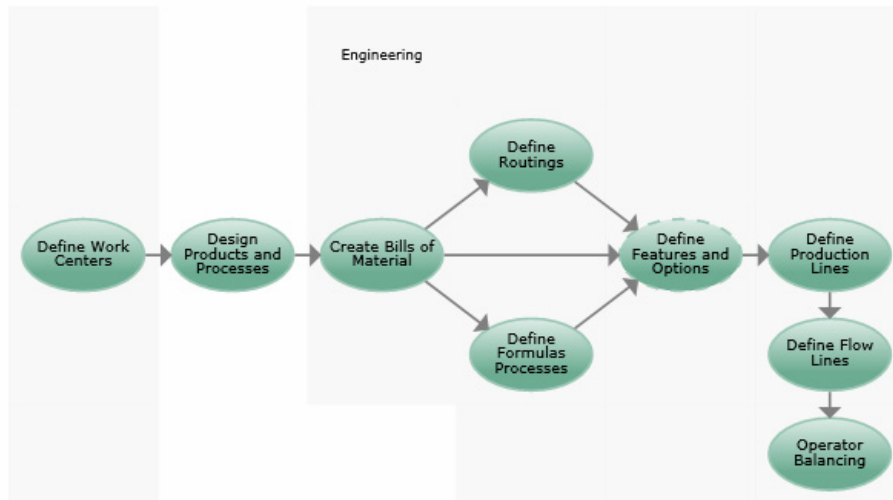 Engineering
Define
Routings
Define Work
Centers
Design
Products and
Processes
Create Bills of
Material
Define
Features and
Options
Define
Production
Lines
Define
Formulas
Processes
Define Flow
Lines
Operator
Balancing